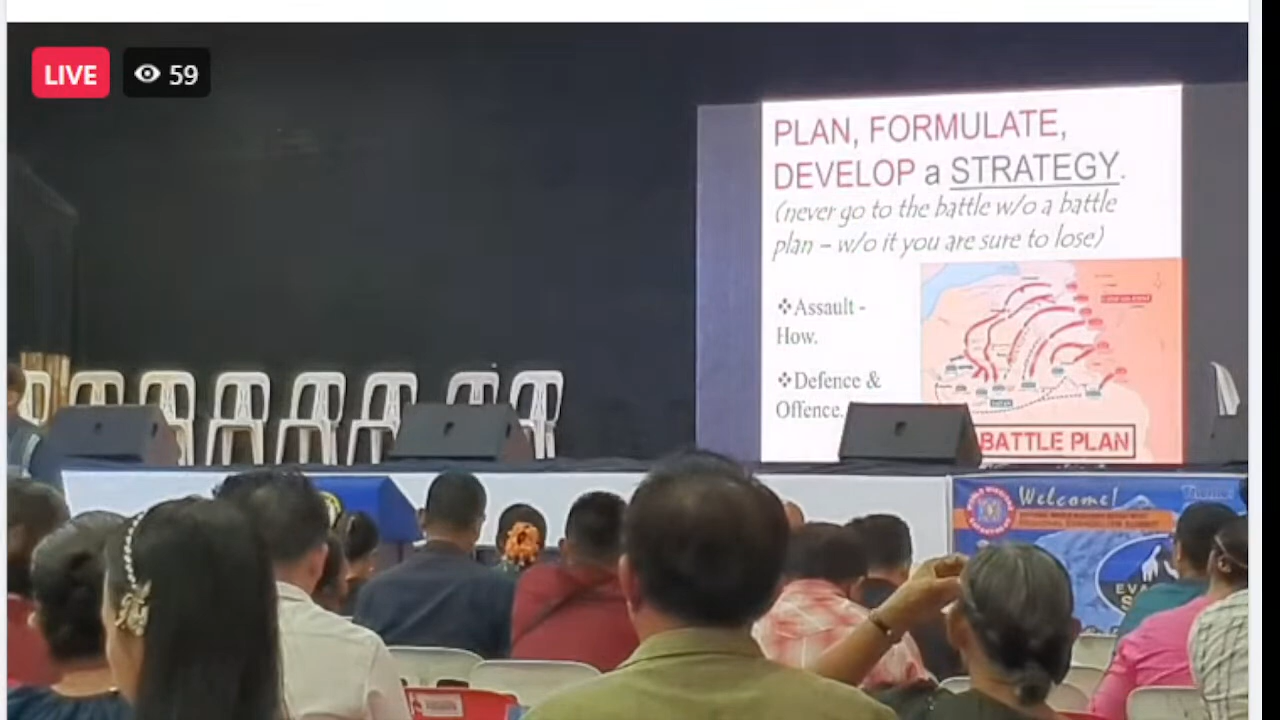 LIVE
59
PLAN, FORMULATE,
DEVELOP a STRATEGY.
(never go to the battle w/o a battle
plan – w/o it you are sure to lose)
❖Assault -
How.
❖Defence &
Offence.
BATTLE PLAN
Welcome!